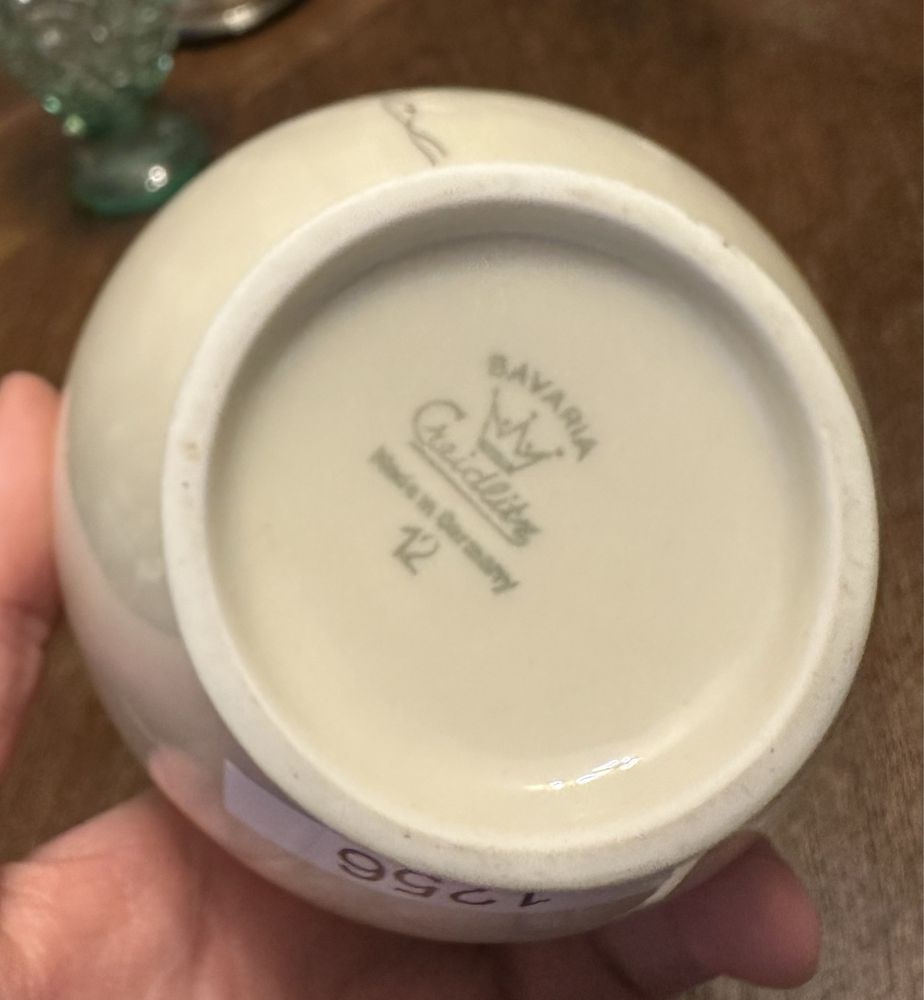 BAVARIA
Creidlitz
Made in Germany
12
1256